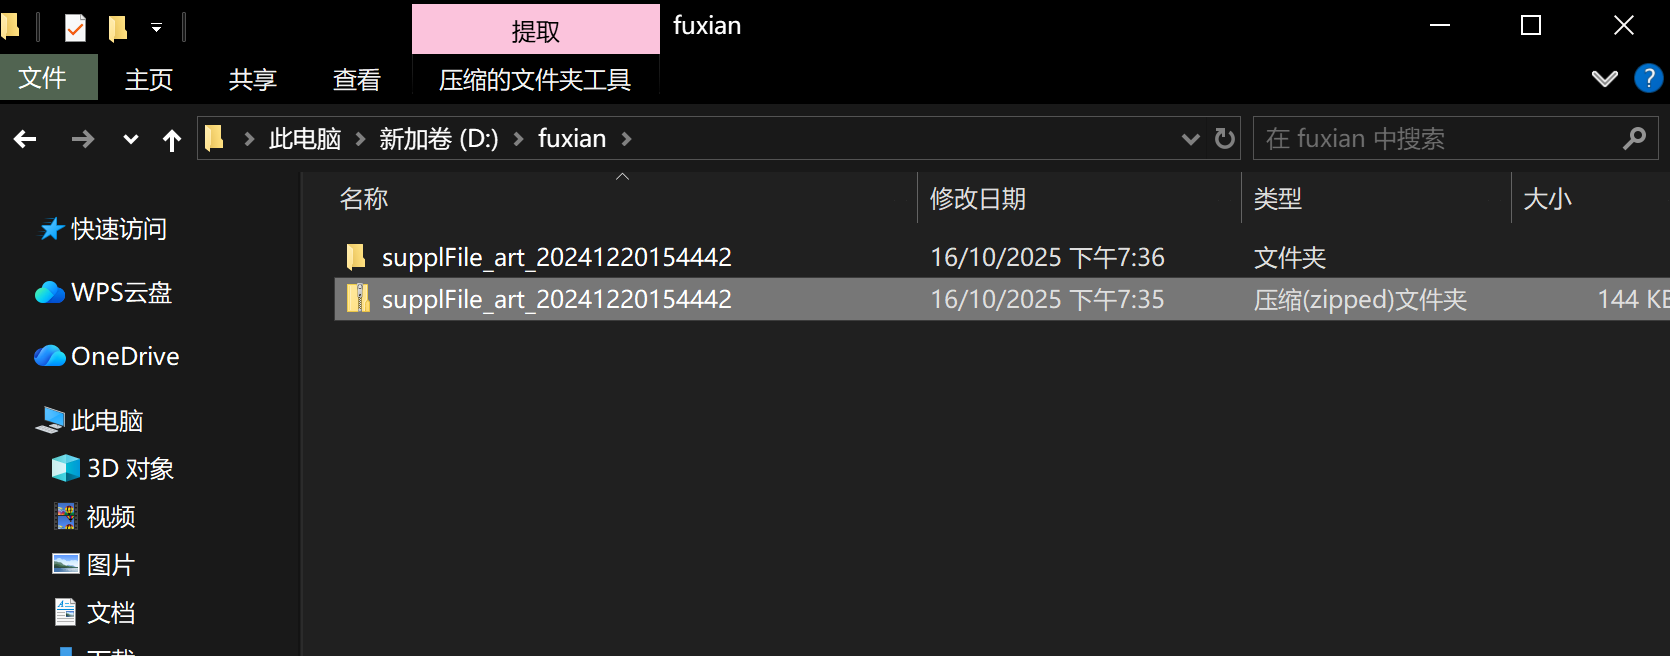 提取
fuxian
文件 主页 共享 查看 压缩的文件夹工具
此电脑 新加卷 (D:) fuxian
在 fuxian 中搜索
名称 修改日期 类型 大小
supplFile_art_20241220154442 16/10/2025 下午7:36 文件夹
supplFile_art_20241220154442 16/10/2025 下午7:35 压缩(zipped)文件夹 144 KB
快速访问
WPS云盘
OneDrive
此电脑
3D 对象
视频
图片
文档
下载